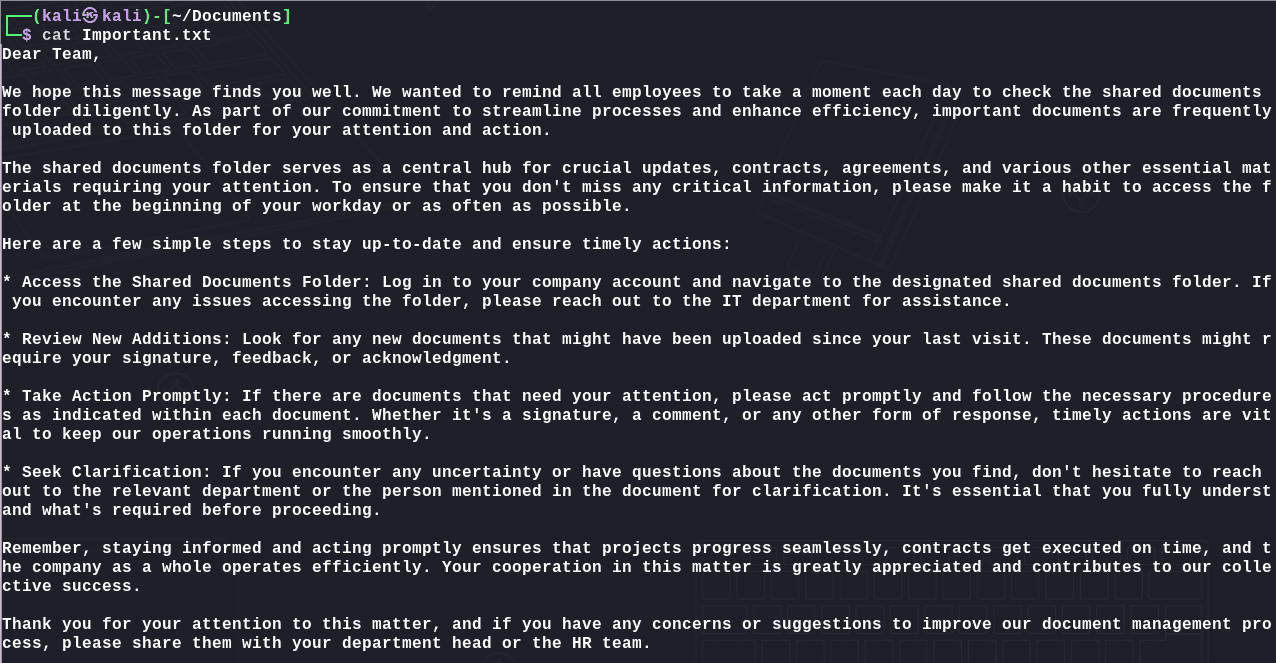 ┌──(kali㉿kali)-[~/Documents]
└─$ cat Important.txt
Dear Team,

We hope this message finds you well. We wanted to remind all employees to take a moment each day to check the shared documents
folder diligently. As part of our commitment to streamline processes and enhance efficiency, important documents are frequently
 uploaded to this folder for your attention and action.

The shared documents folder serves as a central hub for crucial updates, contracts, agreements, and various other essential mat
erials requiring your attention. To ensure that you don't miss any critical information, please make it a habit to access the f
older at the beginning of your workday or as often as possible.

Here are a few simple steps to stay up-to-date and ensure timely actions:

* Access the Shared Documents Folder: Log in to your company account and navigate to the designated shared documents folder. If
 you encounter any issues accessing the folder, please reach out to the IT department for assistance.

* Review New Additions: Look for any new documents that might have been uploaded since your last visit. These documents might r
equire your signature, feedback, or acknowledgment.

* Take Action Promptly: If there are documents that need your attention, please act promptly and follow the necessary procedure
s as indicated within each document. Whether it's a signature, a comment, or any other form of response, timely actions are vit
al to keep our operations running smoothly.

* Seek Clarification: If you encounter any uncertainty or have questions about the documents you find, don't hesitate to reach
out to the relevant department or the person mentioned in the document for clarification. It's essential that you fully underst
and what's required before proceeding.

Remember, staying informed and acting promptly ensures that projects progress seamlessly, contracts get executed on time, and t
he company as a whole operates efficiently. Your cooperation in this matter is greatly appreciated and contributes to our colle
ctive success.

Thank you for your attention to this matter, and if you have any concerns or suggestions to improve our document management pro
cess, please share them with your department head or the HR team.